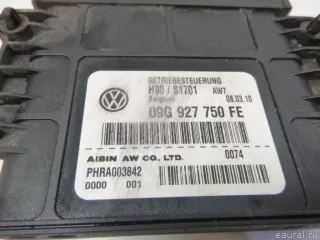 GETRIEBESTEUERUNG
H90 / S1701 AW7
Belgium 08.03.10
09G 927 750 FE
AISIN AW CO., LTD. 0074
PHRA003842
0000 001
eaural.ru